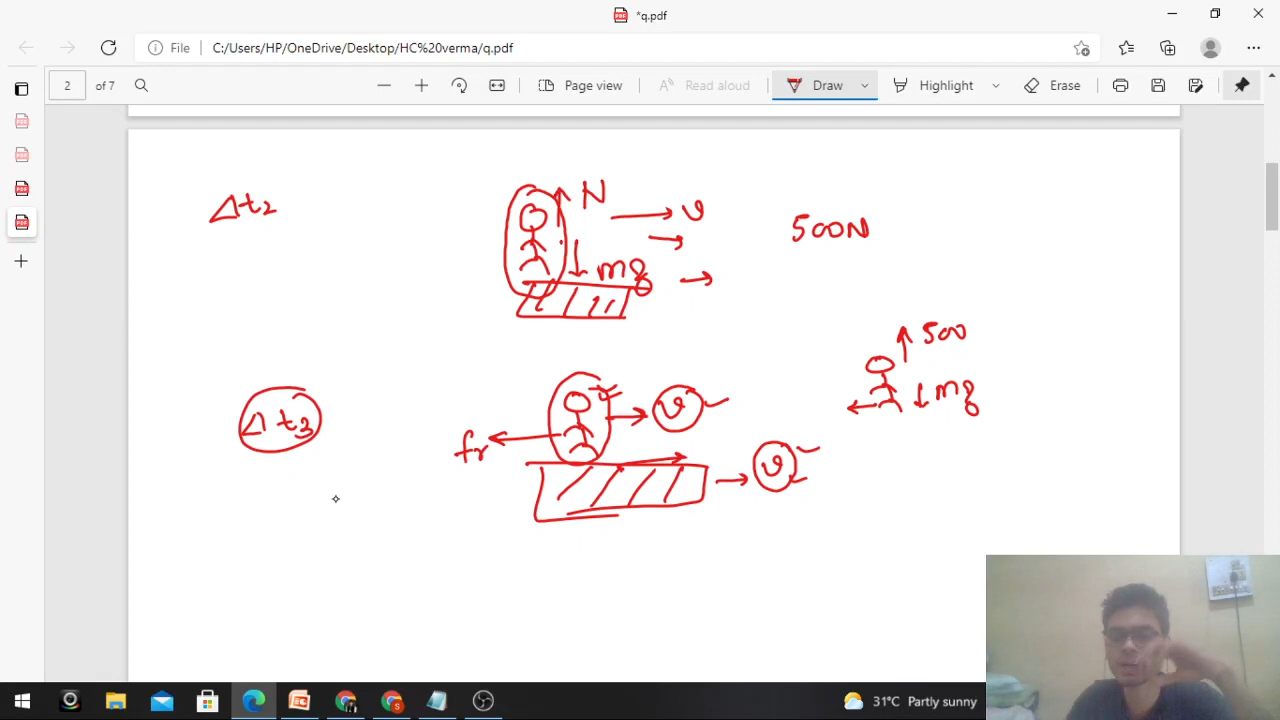 *q.pdf
File C:/Users/HP/OneDrive/Desktop/HC%20verma/q.pdf
2 of 7 Page view Read aloud Draw Highlight Erase
Δt₂
N
v
500N
mg
500
mg
Δt₃
v
fr
v
31°C Partly sunny